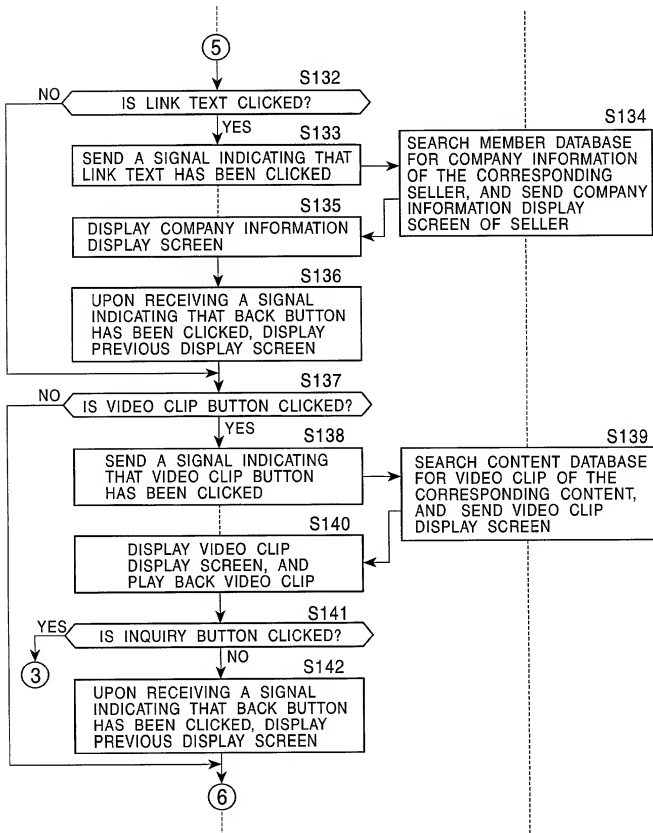 5
S132
NO
IS LINK TEXT CLICKED?
YES
S133
SEND A SIGNAL INDICATING THAT
LINK TEXT HAS BEEN CLICKED
S134
SEARCH MEMBER DATABASE
FOR COMPANY INFORMATION
OF THE CORRESPONDING
SELLER, AND SEND COMPANY
INFORMATION DISPLAY
SCREEN OF SELLER
S135
DISPLAY COMPANY INFORMATION
DISPLAY SCREEN
S136
UPON RECEIVING A SIGNAL
INDICATING THAT BACK BUTTON
HAS BEEN CLICKED, DISPLAY
PREVIOUS DISPLAY SCREEN
S137
NO
IS VIDEO CLIP BUTTON CLICKED?
YES
S138
SEND A SIGNAL INDICATING
THAT VIDEO CLIP BUTTON
HAS BEEN CLICKED
S139
SEARCH CONTENT DATABASE
FOR VIDEO CLIP OF THE
CORRESPONDING CONTENT,
AND SEND VIDEO CLIP
DISPLAY SCREEN
S140
DISPLAY VIDEO CLIP
DISPLAY SCREEN, AND
PLAY BACK VIDEO CLIP
S141
YES
IS INQUIRY BUTTON CLICKED?
3
NO
S142
UPON RECEIVING A SIGNAL
INDICATING THAT BACK BUTTON
HAS BEEN CLICKED, DISPLAY
PREVIOUS DISPLAY SCREEN
6